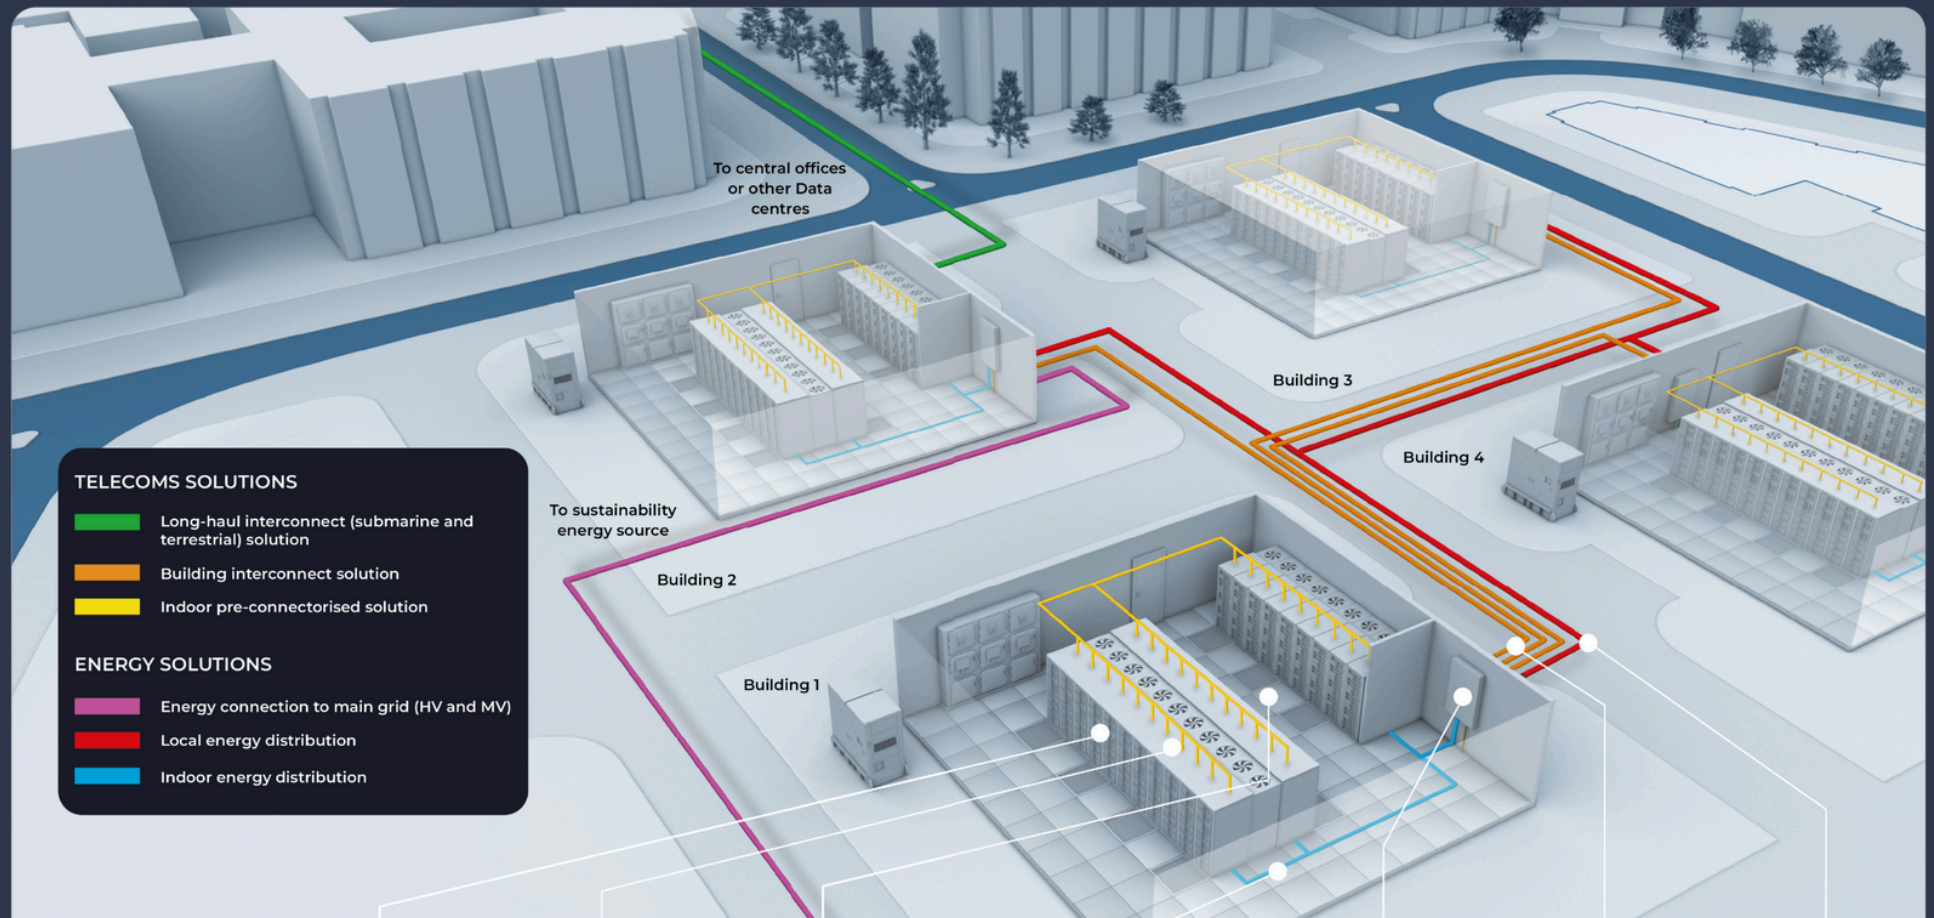 To central offices
or other Data
centres
Building 3
Building 4
TELECOMS SOLUTIONS
Long-haul interconnect (submarine and
terrestrial) solution
Building interconnect solution
Indoor pre-connectorised solution
ENERGY SOLUTIONS
Energy connection to main grid (HV and MV)
Local energy distribution
Indoor energy distribution
To sustainability
energy source
Building 2
Building 1